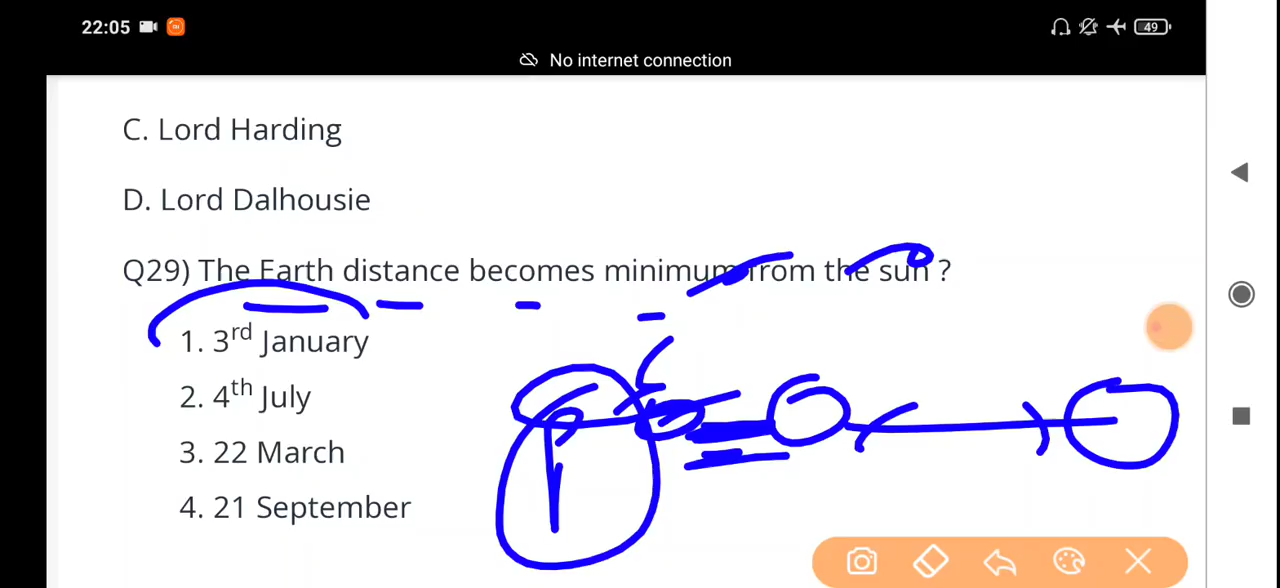 22:05
49
No internet connection
C. Lord Harding
D. Lord Dalhousie
Q29) The Earth distance becomes minimum from the sun ?
1. 3rd January
2. 4th July
3. 22 March
4. 21 September
P